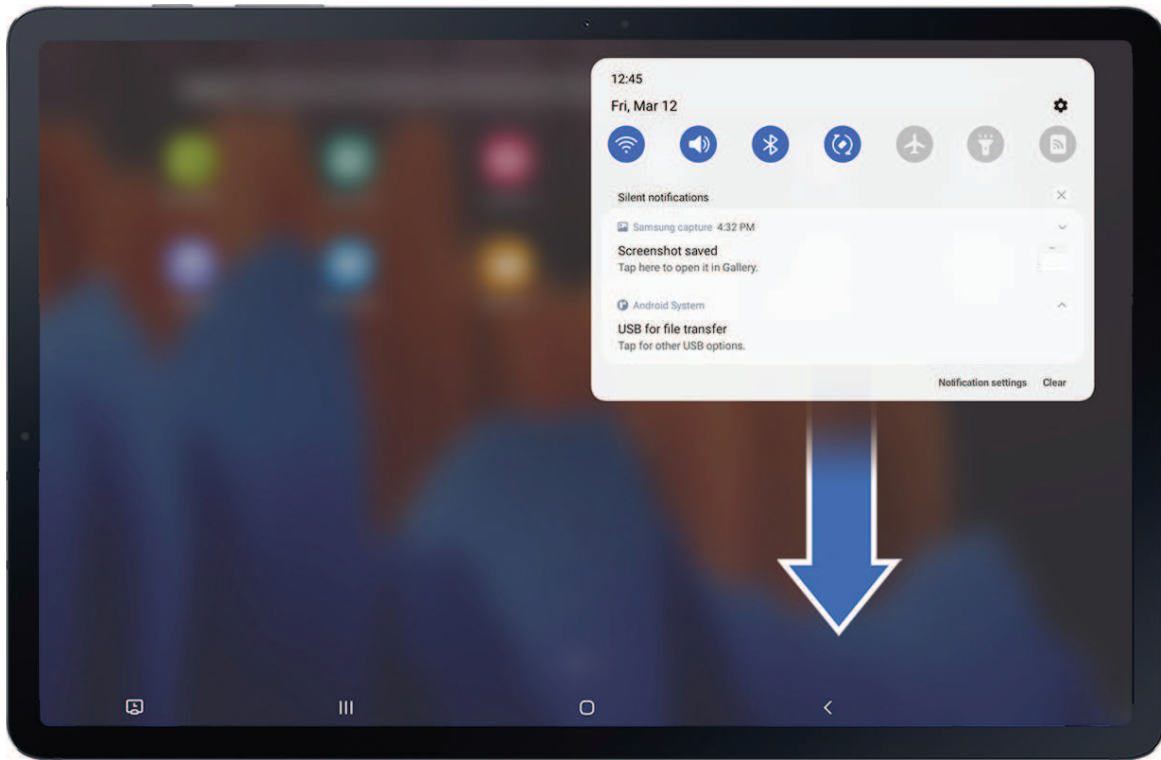 12:45
Fri, Mar 12
Silent notifications
Samsung capture 4:32 PM
Screenshot saved
Tap here to open it in Gallery.
Android System
USB for file transfer
Tap for other USB options.
Notification settings Clear